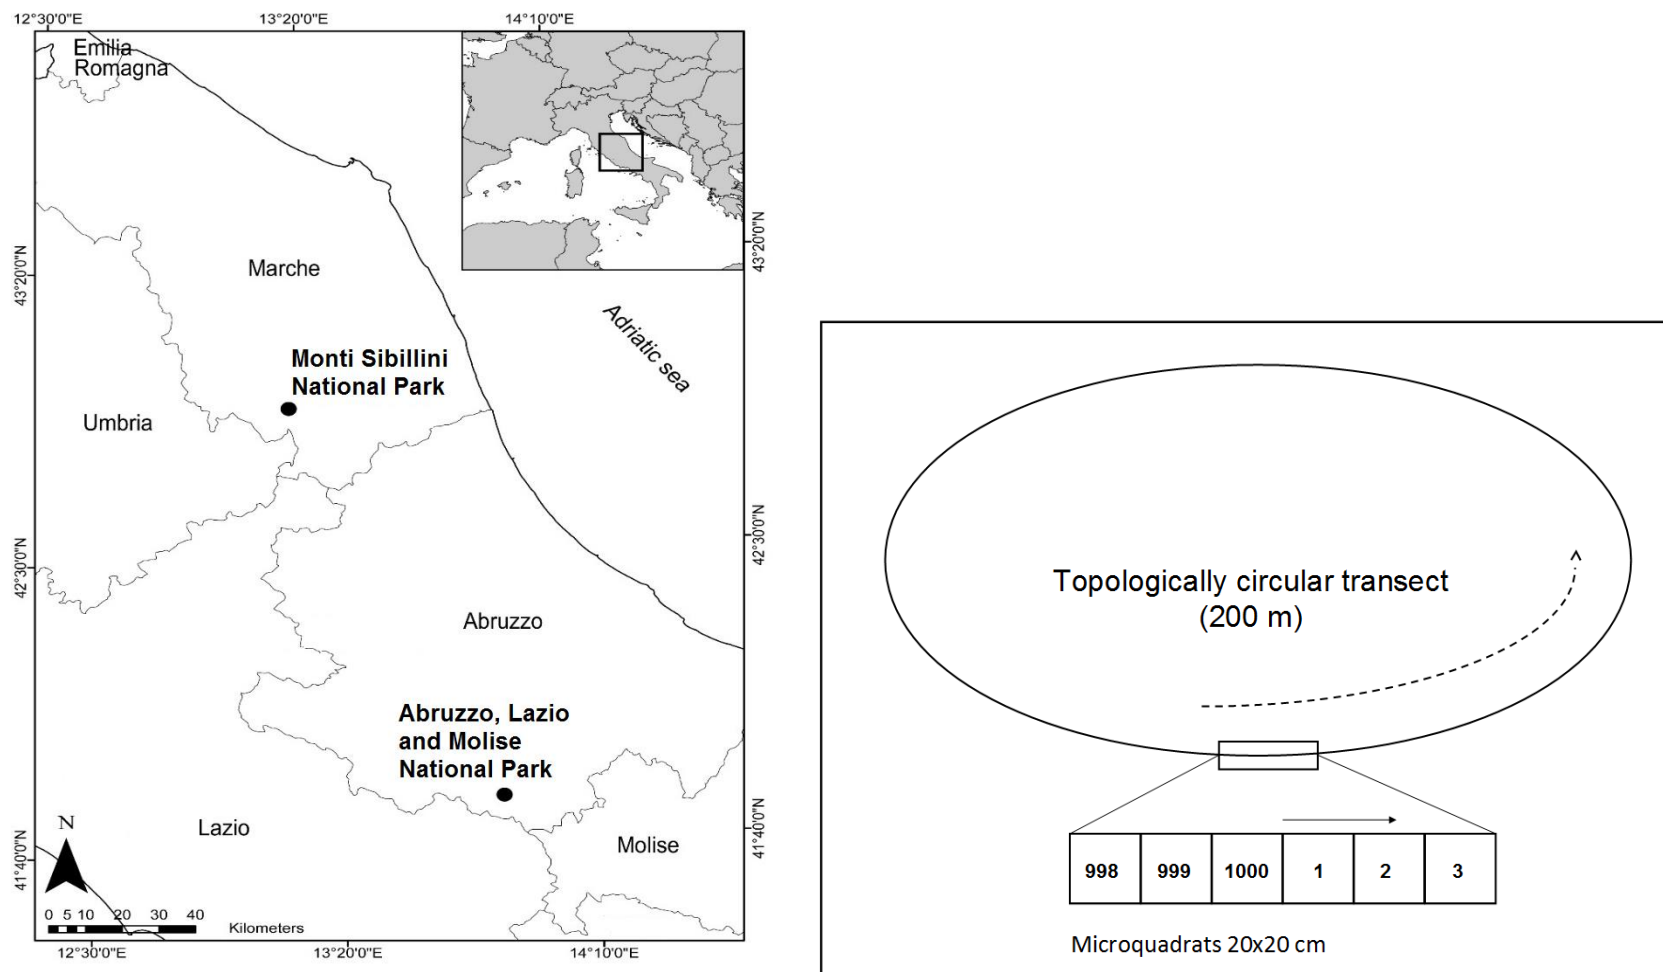 12°30'0"E
13°20'0"E
14°10'0"E
Emilia
Romagna
43°20'0"N
43°20'0"N
Marche
Adriatic sea
Monti Sibillini
National Park
Umbria
42°30'0"N
42°30'0"N
Abruzzo
Abruzzo, Lazio
and Molise
National Park
Lazio
Molise
41°40'0"N
41°40'0"N
N
0 5 10 20 30 40
Kilometers
12°30'0"E
13°20'0"E
14°10'0"E
Topologically circular transect
(200 m)
998 999 1000 1 2 3
Microquadrats 20x20 cm